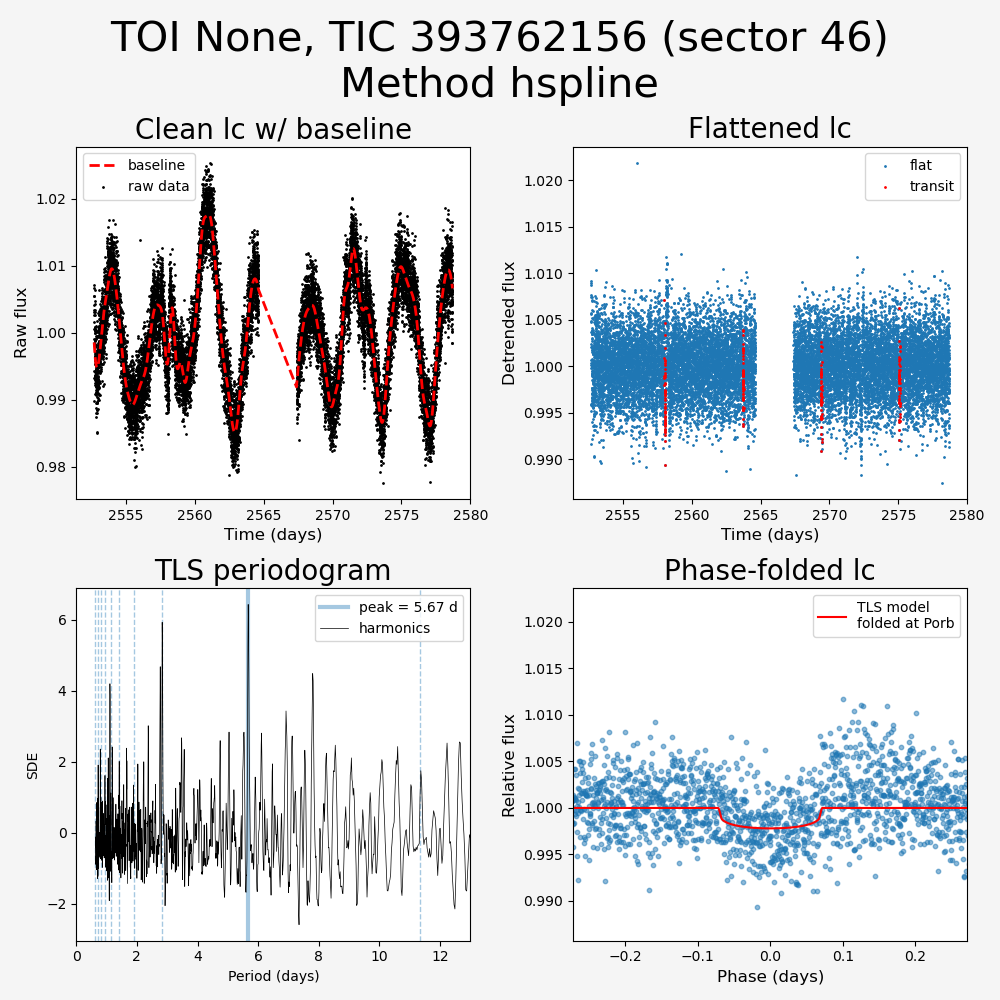 TOI None, TIC 393762156 (sector 46)
Method hspline
Clean lc w/ baseline
baseline
raw data
Raw flux
1.02
1.01
1.00
0.99
0.98
2555
2560
2565
2570
2575
2580
Time (days)
Flattened lc
flat
transit
Detrended flux
1.020
1.015
1.010
1.005
1.000
0.995
0.990
2555
2560
2565
2570
2575
2580
Time (days)
TLS periodogram
peak = 5.67 d
harmonics
SDE
6
4
2
0
−2
0
2
4
6
8
10
12
Period (days)
Phase-folded lc
TLS model
folded at Porb
Relative flux
1.020
1.015
1.010
1.005
1.000
0.995
0.990
−0.2
−0.1
0.0
0.1
0.2
Phase (days)